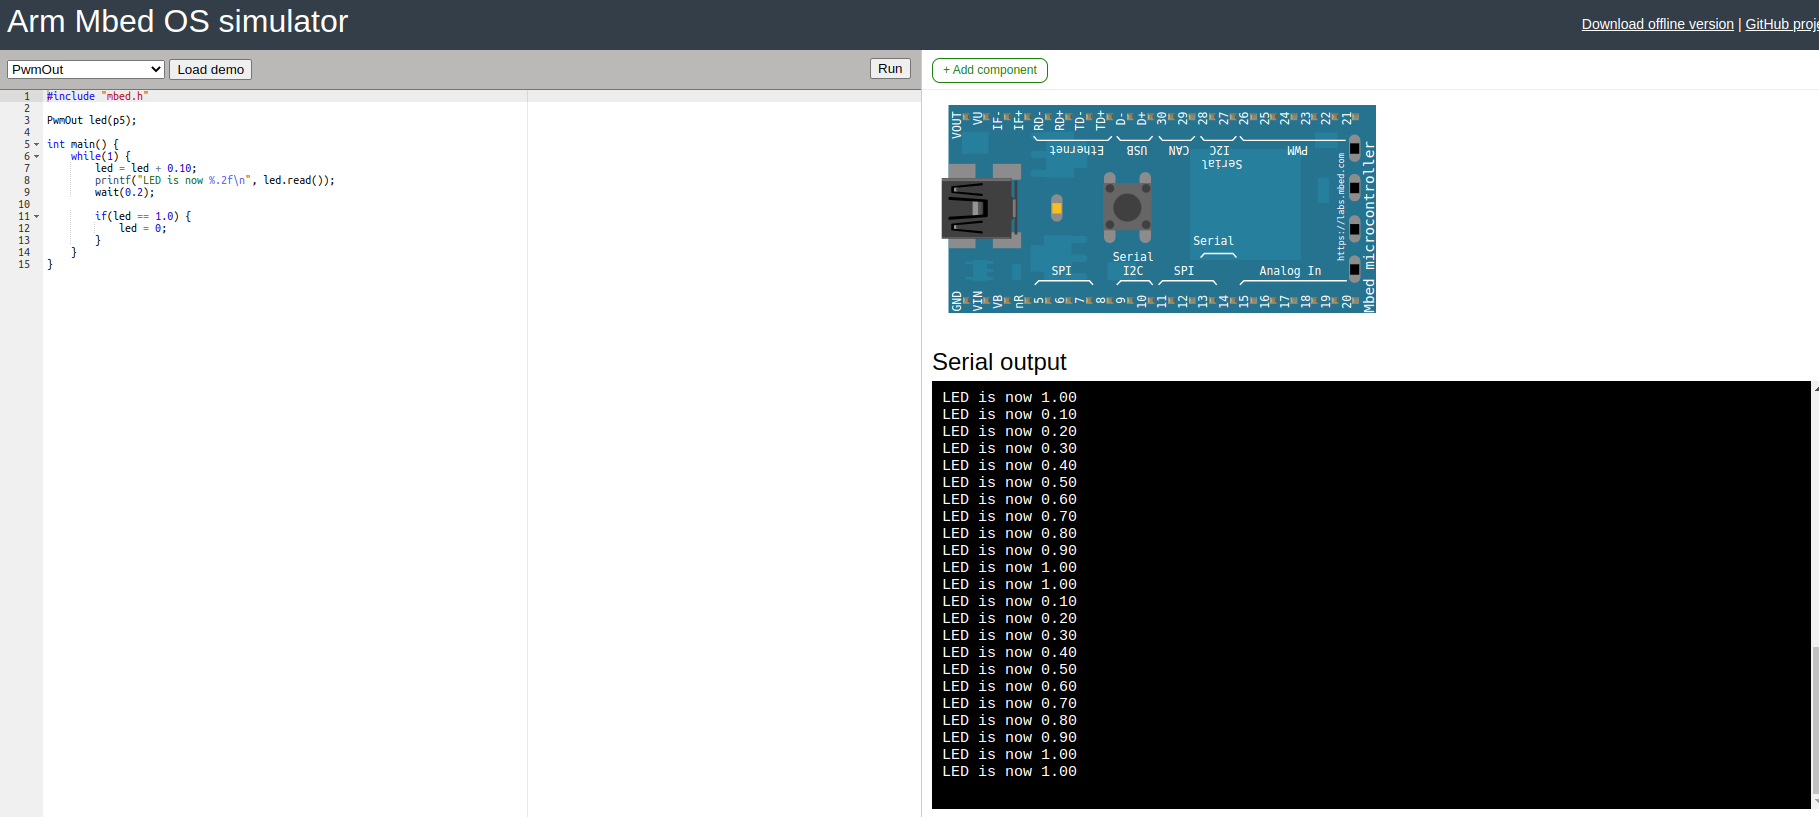 Arm Mbed OS simulator
Download offline version | GitHub proje
PwmOut
Load demo
Run
+ Add component
1 #include "mbed.h"
2
3 PwmOut led(p5);
4
5 int main() {
6 while(1) {
7 led = led + 0.10;
8 printf("LED is now %.2f\n", led.read());
9 wait(0.2);
10
11 if(led == 1.0) {
12 led = 0;
13 }
14 }
15 }
VOUT VU IF- IF+ RD- RD+ TD- TD+ D- D+ 30 29 28 27 26 25 24 23 22 21
Ethernet USB CAN I2C PWM
Serial
https://labs.mbed.com
Mbed microcontroller
Serial
Serial
SPI I2C SPI Analog In
GND VIN VB nR 5 6 7 8 9 10 11 12 13 14 15 16 17 18 19 20
Serial output
LED is now 1.00
LED is now 0.10
LED is now 0.20
LED is now 0.30
LED is now 0.40
LED is now 0.50
LED is now 0.60
LED is now 0.70
LED is now 0.80
LED is now 0.90
LED is now 1.00
LED is now 1.00
LED is now 0.10
LED is now 0.20
LED is now 0.30
LED is now 0.40
LED is now 0.50
LED is now 0.60
LED is now 0.70
LED is now 0.80
LED is now 0.90
LED is now 1.00
LED is now 1.00